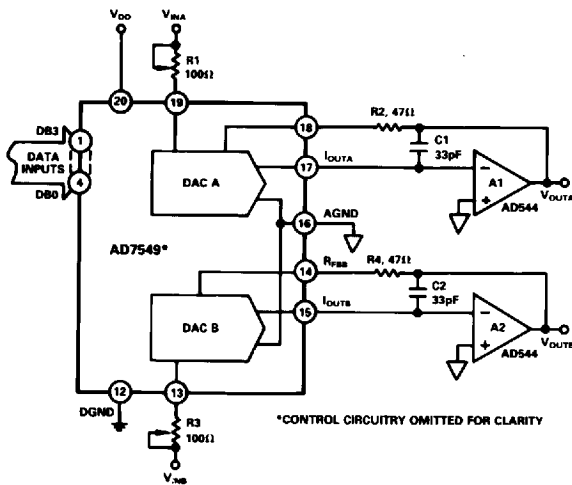 VDD
VINA
R1
100Ω
20
19
DB3
1
DATA
INPUTS
4
DB0
18
R2, 47Ω
C1
33pF
17
IOUTA
DAC A
−
A1
+
AD544
VOUTA
16
AGND
AD7549*
14
RFBB
R4, 47Ω
C2
33pF
15
IOUTB
DAC B
−
A2
+
AD544
VOUTB
12
13
DGND
R3
100Ω
*CONTROL CIRCUITRY OMITTED FOR CLARITY